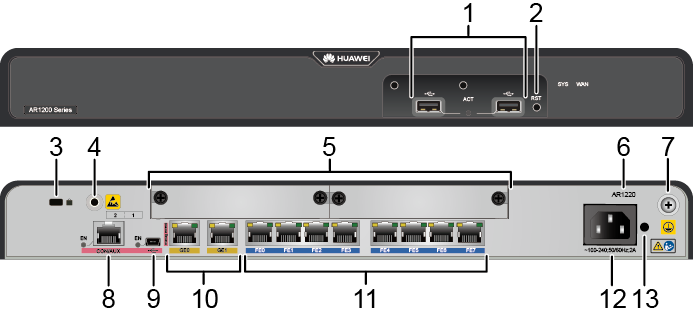 1 2
HUAWEI
SYS WAN
ACT RST
AR1200 Series
3 4 5 6 7
AR1220
2 1
EN EN
CON/AUX GE0 GE1 FE0 FE1 FE2 FE3 FE4 FE5 FE6 FE7 ~100-240;50/60Hz;2A
8 9 10 11 12 13